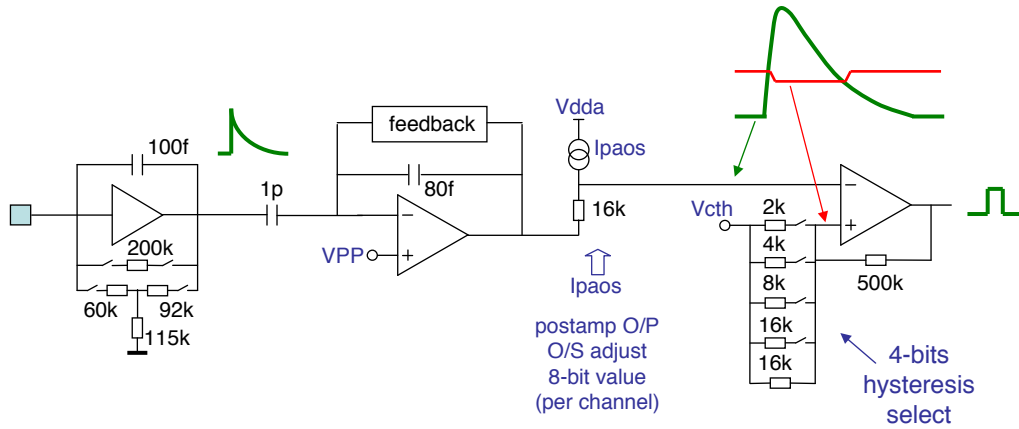 100f
200k
60k
92k
115k
1p
feedback
80f
VPP
−
+
Vdda
Ipaos
16k
Ipaos
postamp O/P
O/S adjust
8-bit value
(per channel)
Vcth
2k
4k
8k
16k
16k
−
+
500k
4-bits
hysteresis
select